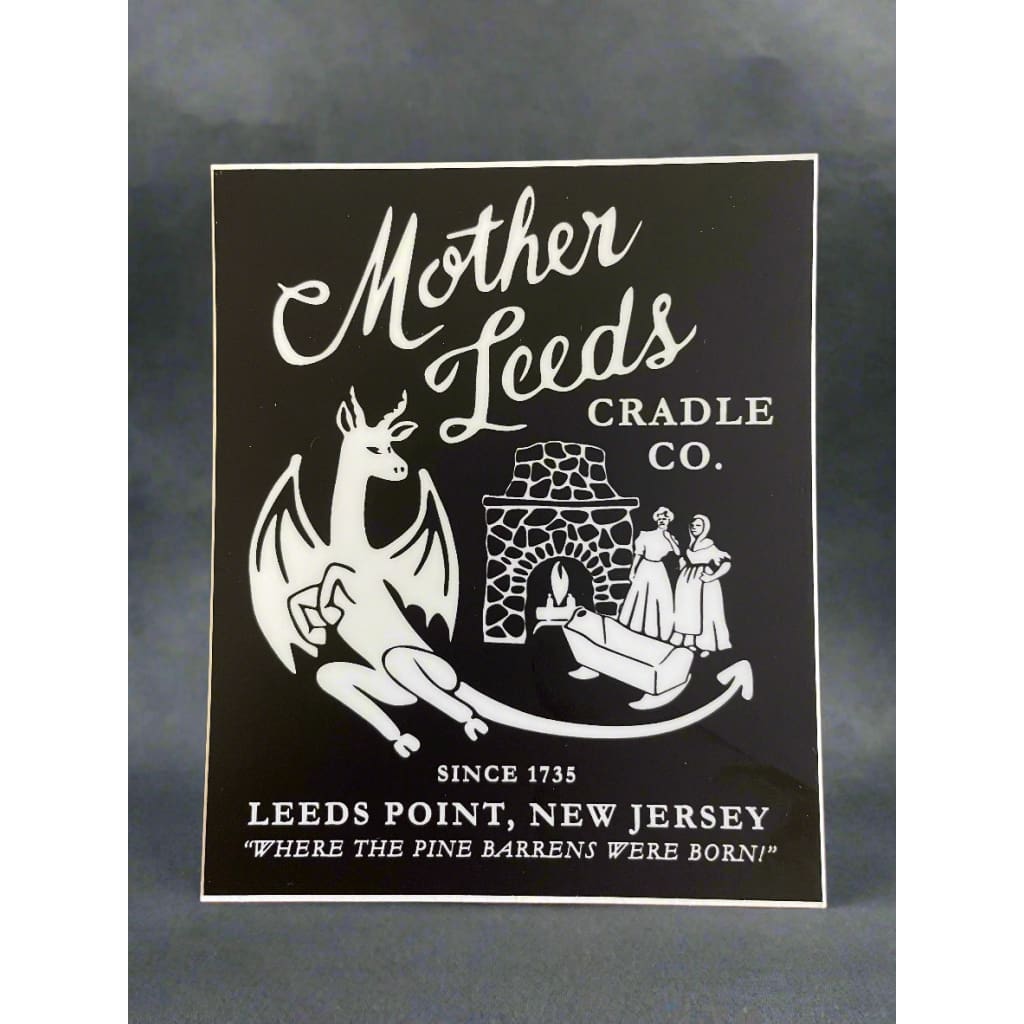 Mother
Leeds
CRADLE
CO.
SINCE 1735
LEEDS POINT, NEW JERSEY
"WHERE THE PINE BARRENS WERE BORN!"